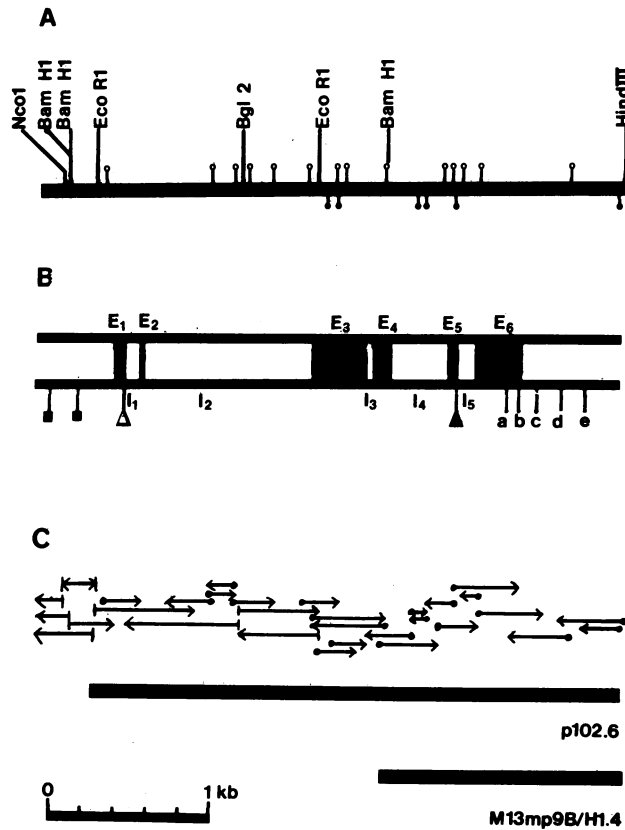 A
Nco1 Bam H1 Bam H1 Eco R1 Bgl 2 Eco R1 Bam H1 HindIII
B
E1 E2 E3 E4 E5 E6
I1 I2 I3 I4 I5 a b c d e
C
p102.6
0 1 kb
M13mp9B/H1.4